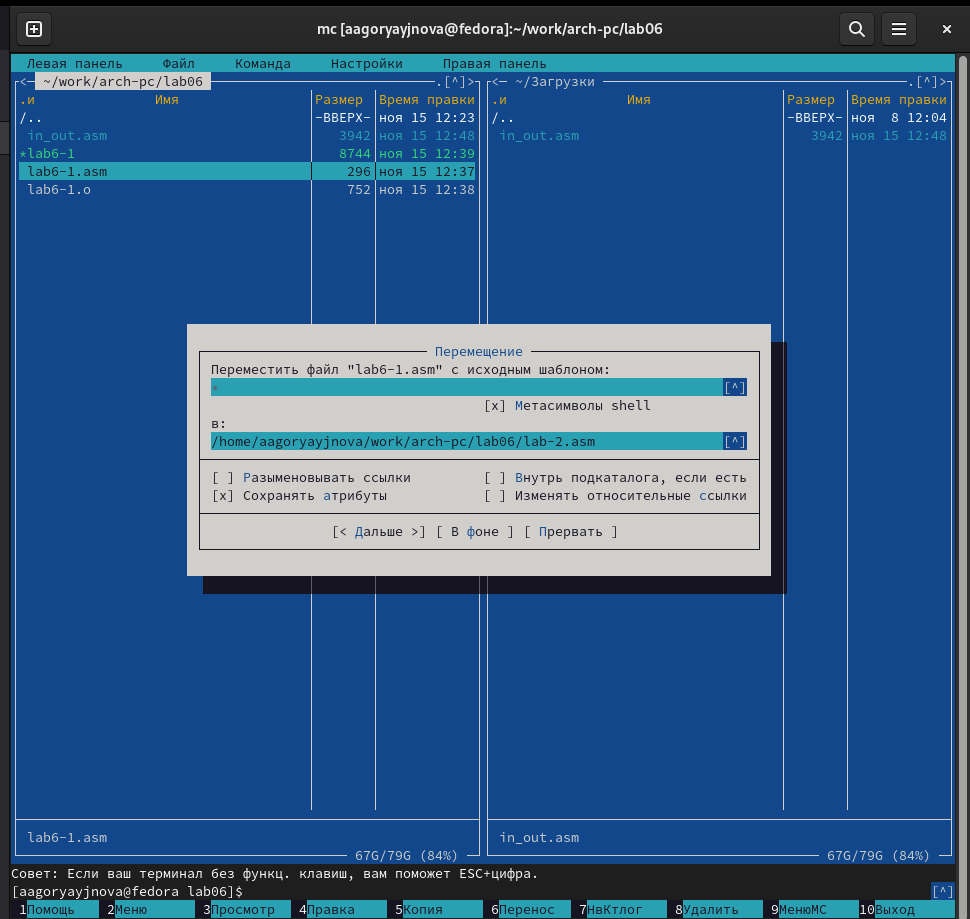 mc [aagoryayjnova@fedora]:~/work/arch-pc/lab06
Левая панель Файл Команда Настройки Правая панель
<─ ~/work/arch-pc/lab06 .[^]>
.и Имя Размер Время правки
/.. -ВВЕРХ- ноя 15 12:23
in_out.asm 3942 ноя 15 12:48
*lab6-1 8744 ноя 15 12:39
lab6-1.asm 296 ноя 15 12:37
lab6-1.o 752 ноя 15 12:38
<─ ~/Загрузки .[^]>
.и Имя Размер Время правки
/.. -ВВЕРХ- ноя 8 12:04
in_out.asm 3942 ноя 15 12:48
Перемещение
Переместить файл "lab6-1.asm" с исходным шаблоном:
* [^]
[x] Метасимволы shell
в:
/home/aagoryayjnova/work/arch-pc/lab06/lab-2.asm [^]
[ ] Разыменовывать ссылки [ ] Внутрь подкаталога, если есть
[x] Сохранять атрибуты [ ] Изменять относительные ссылки
[< Дальше >] [ В фоне ] [ Прервать ]
lab6-1.asm
67G/79G (84%)
in_out.asm
67G/79G (84%)
Совет: Если ваш терминал без функц. клавиш, вам поможет ESC+цифра.
[aagoryayjnova@fedora lab06]$ [^]
1Помощь 2Меню 3Просмотр 4Правка 5Копия 6Перенос 7НвКтлог 8Удалить 9МенюMC 10Выход